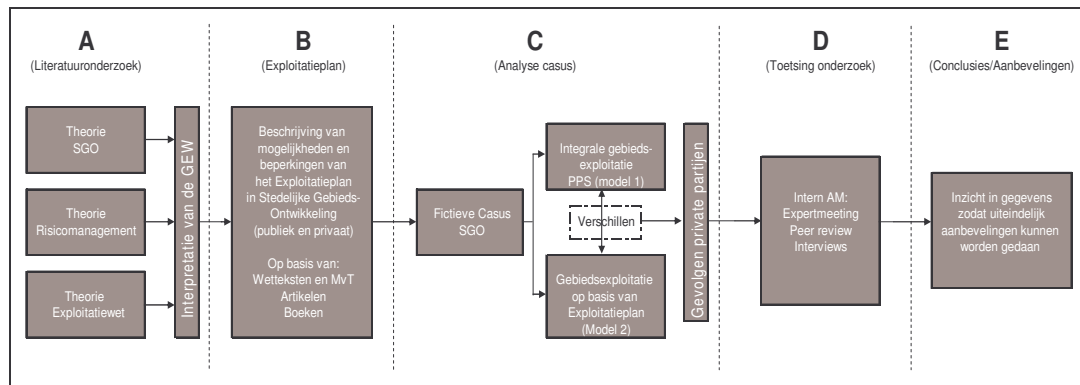 A
(Literatuuronderzoek)
Theorie
SGO
Theorie
Risicomanagement
Theorie
Exploitatiewet
Interpretatie van de GEW
B
(Exploitatieplan)
Beschrijving van
mogelijkheden en
beperkingen van
het Exploitatieplan
in Stedelijke Gebieds-
Ontwikkeling
(publiek en privaat)
Op basis van:
Wetteksten en MvT
Artikelen
Boeken
C
(Analyse casus)
Fictieve Casus
SGO
Integrale gebieds-
exploitatie
PPS (model 1)
Verschillen
Gebiedsexploitatie
op basis van
Exploitatieplan
(Model 2)
Gevolgen private partijen
D
(Toetsing onderzoek)
Intern AM:
Expertmeeting
Peer review
Interviews
E
(Conclusies/Aanbevelingen)
Inzicht in gegevens
zodat uiteindelijk
aanbevelingen kunnen
worden gedaan